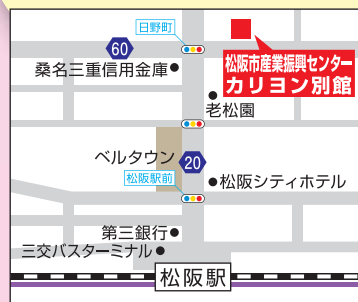 日野町
60
松阪市産業振興センター
カリヨン別館
桑名三重信用金庫
老松園
ベルタウン
20
松阪駅前
松阪シティホテル
第三銀行
三交バスターミナル
松阪駅